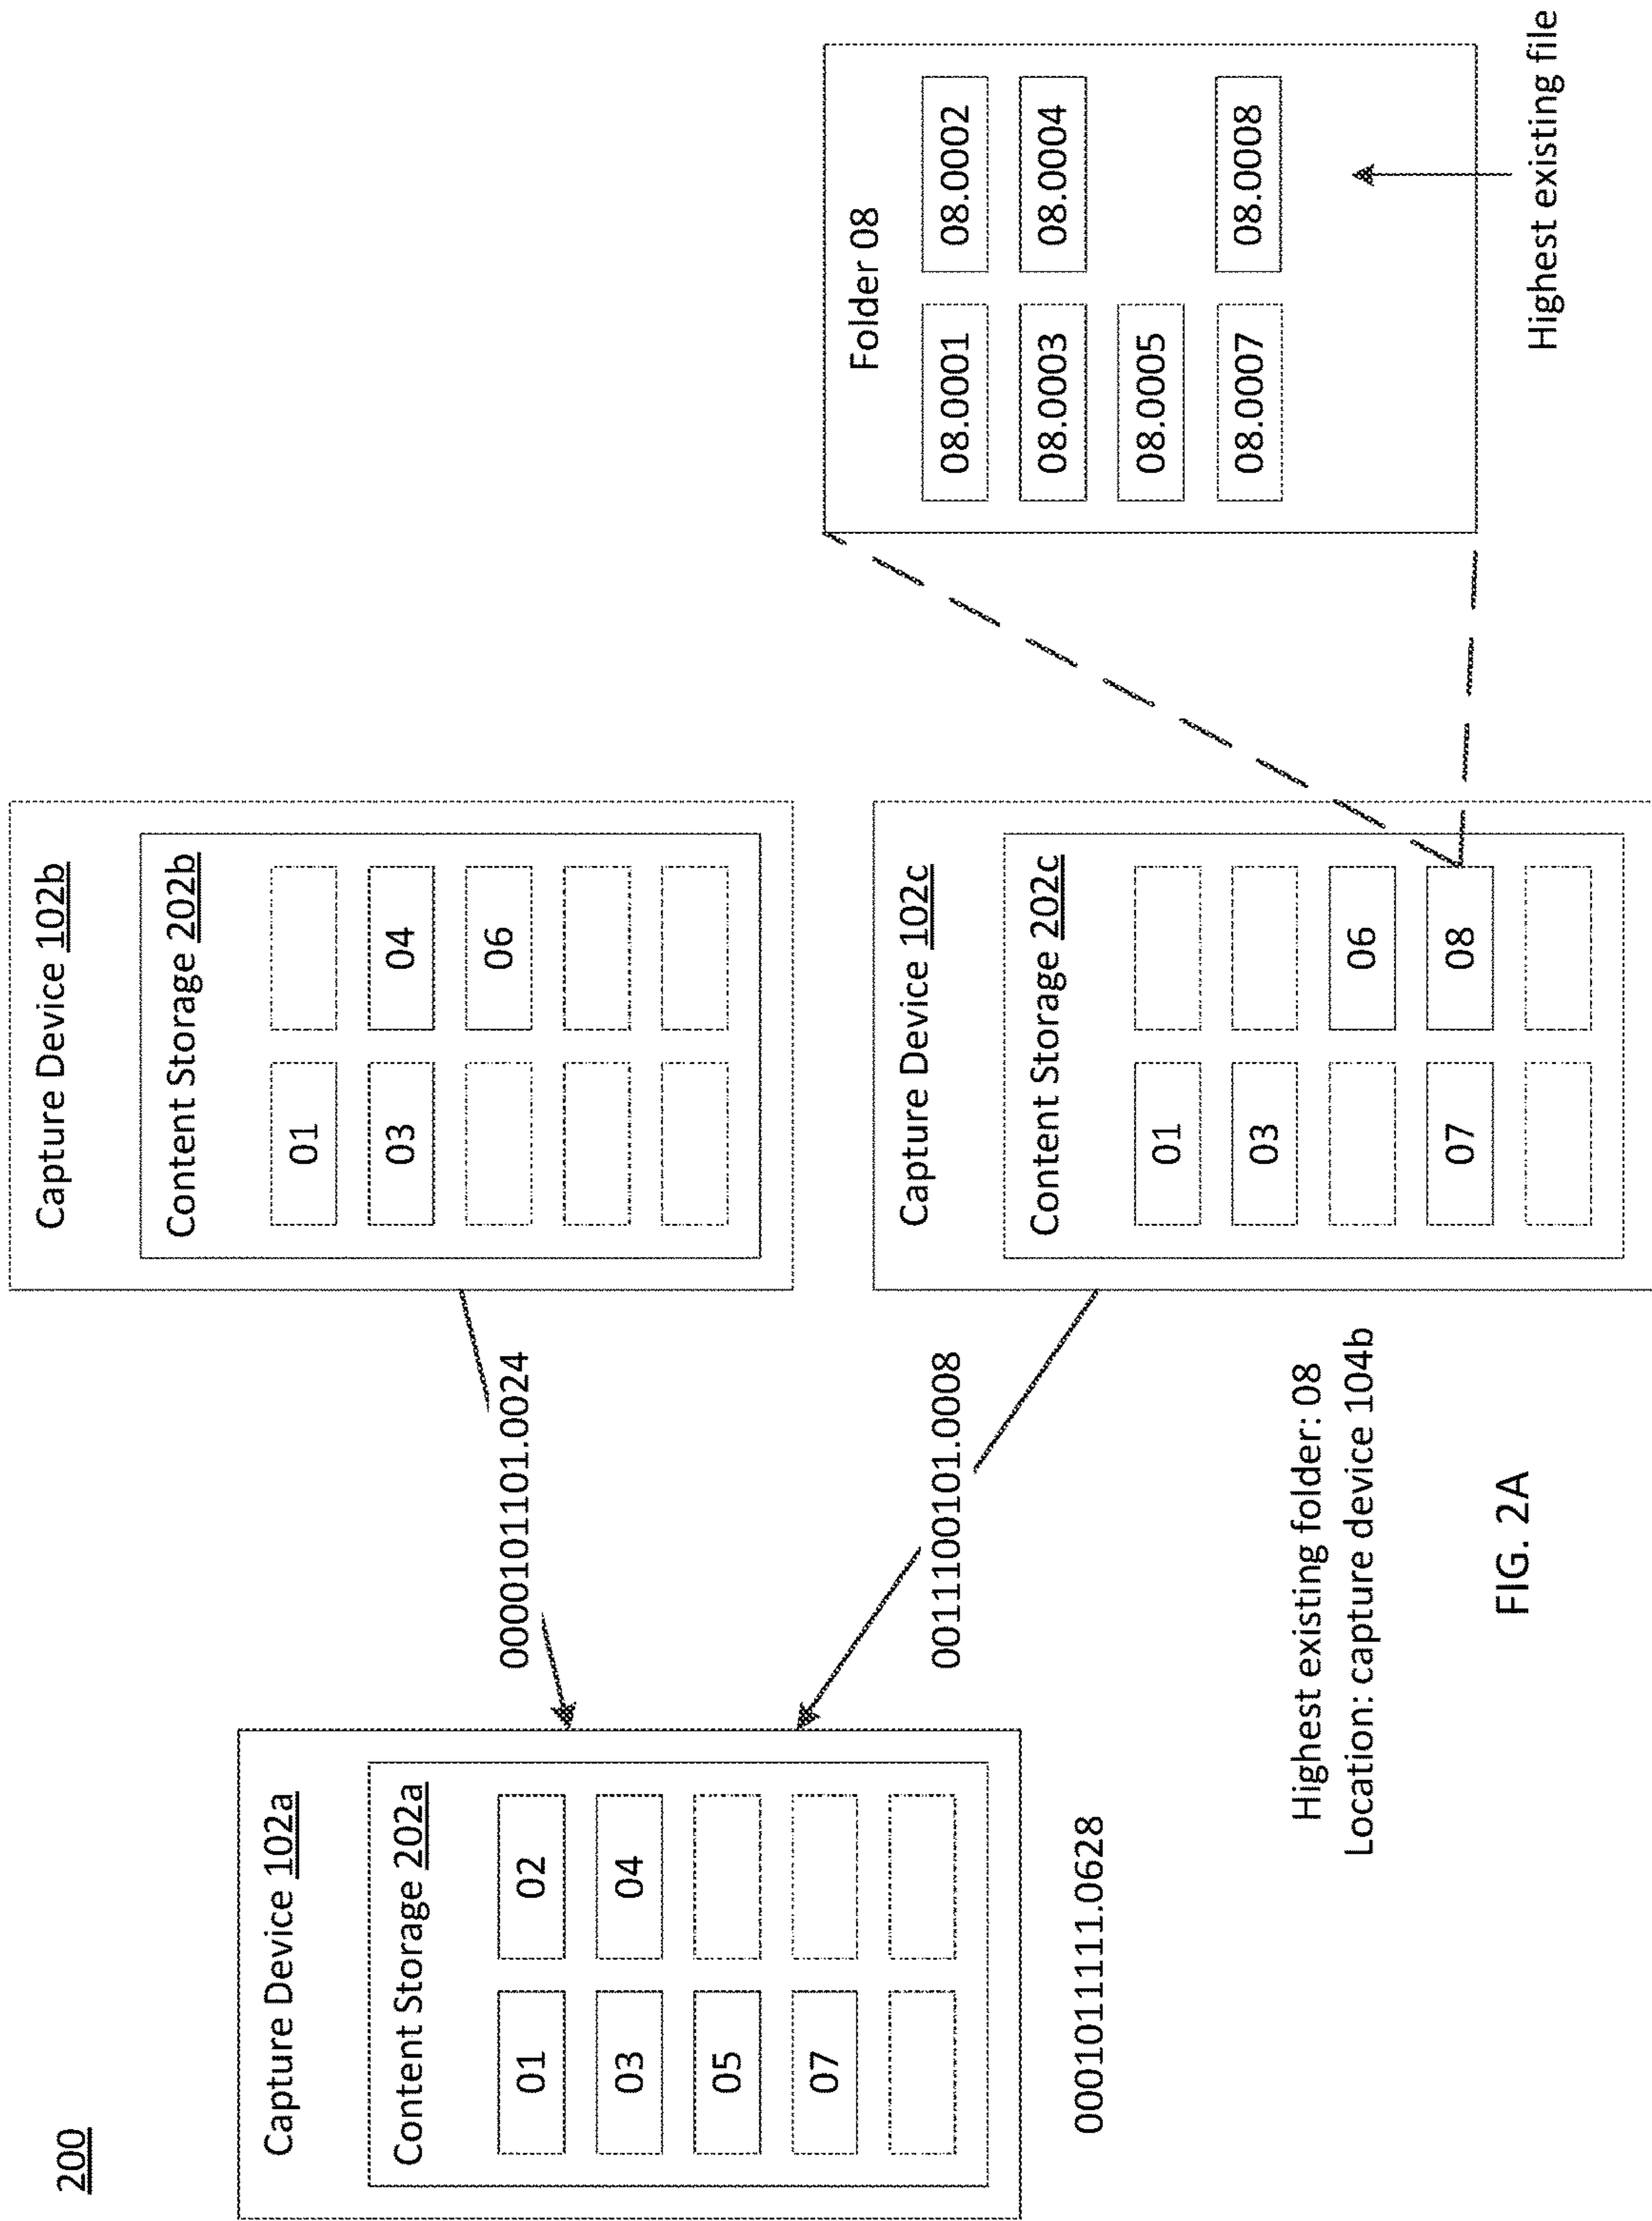 200
Capture Device 102a
Content Storage 202a
01 02
03 04
05
07
0001011111.0628
0000101101.0024
0011100101.0008
Capture Device 102b
Content Storage 202b
01
03 04
06
Capture Device 102c
Content Storage 202c
01
03
06
07 08
Highest existing folder: 08
Location: capture device 104b
Folder 08
08.0001 08.0002
08.0003 08.0004
08.0005
08.0007 08.0008
Highest existing file
FIG. 2A